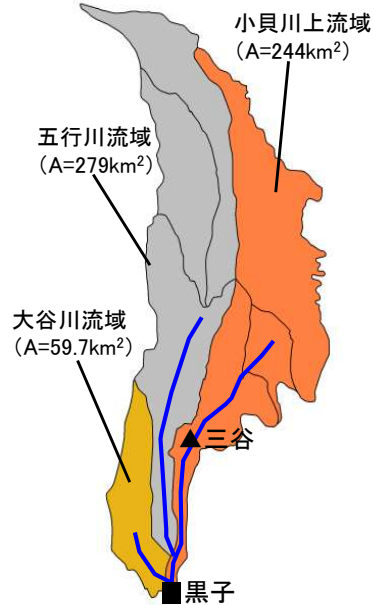 小貝川上流域
(A=244km²)
五行川流域
(A=279km²)
大谷川流域
(A=59.7km²)
三谷
黒子